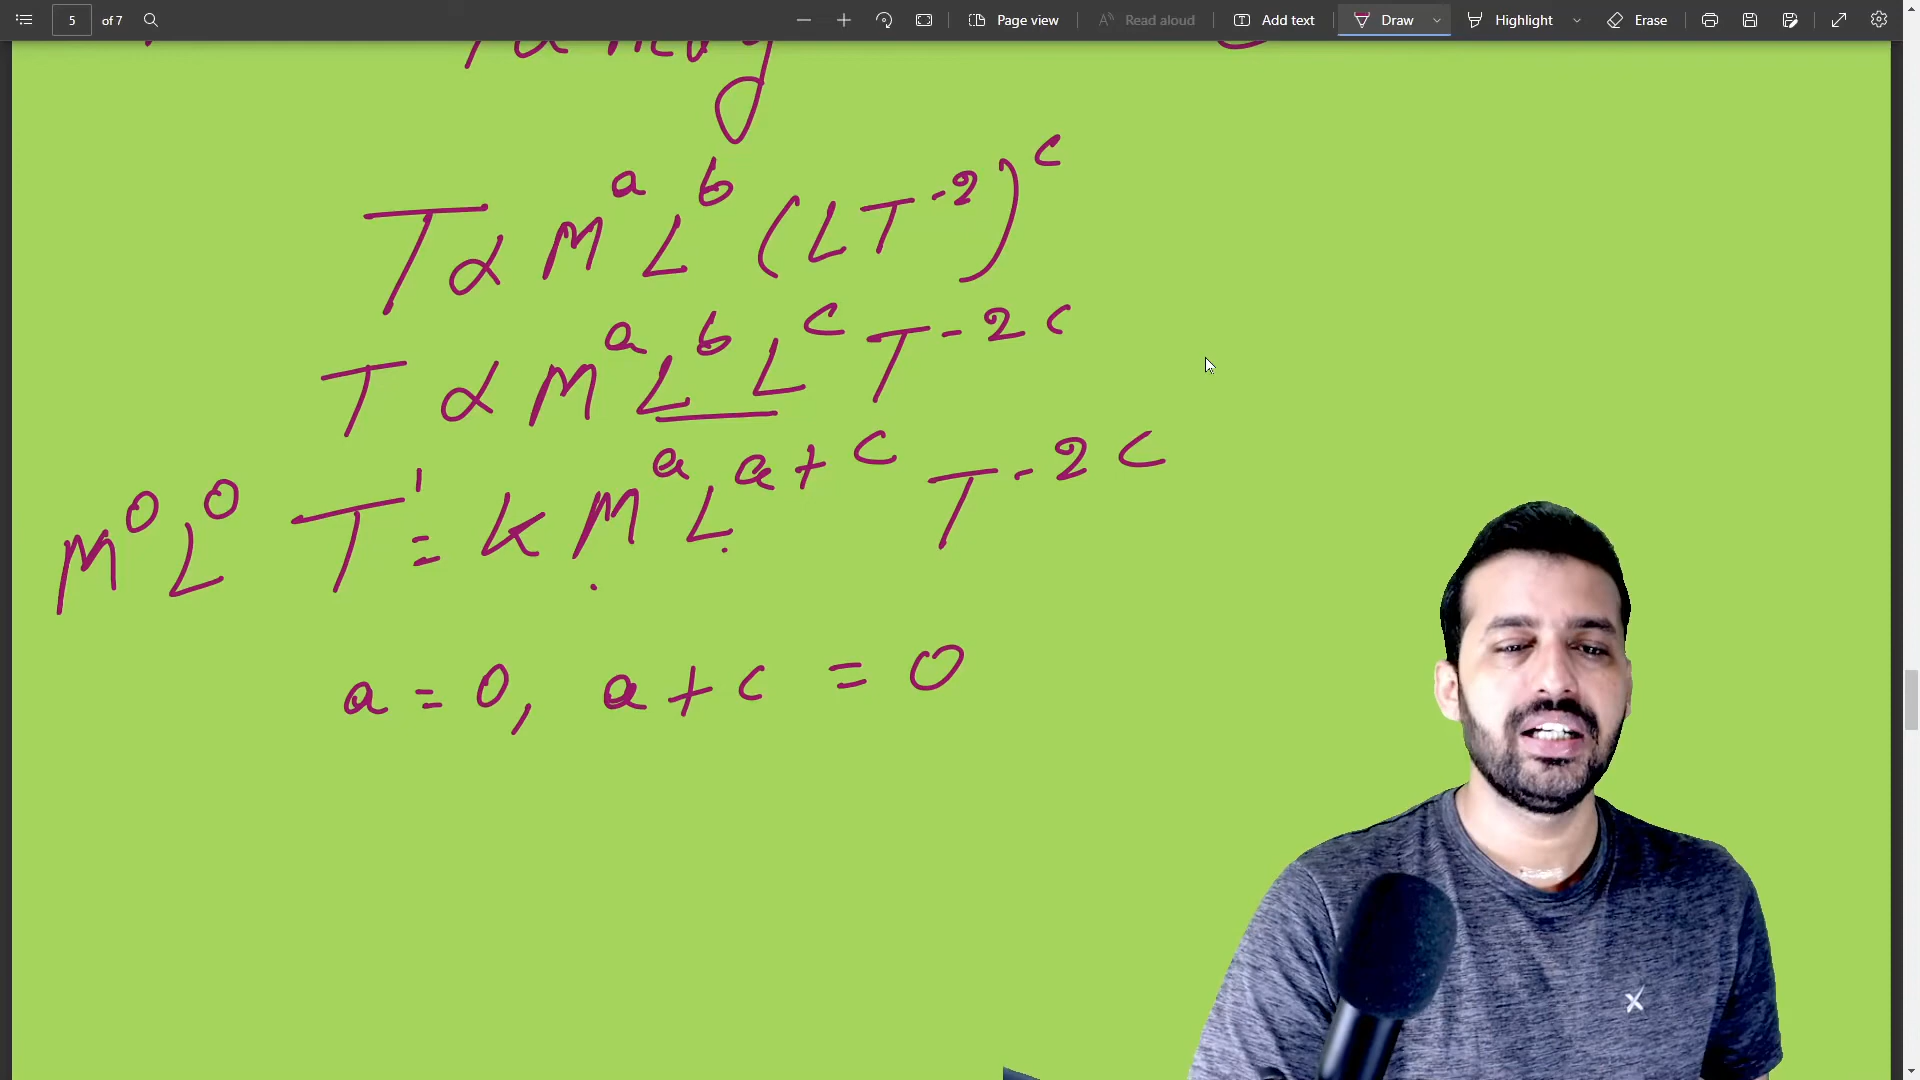 5 of 7 Page view Read aloud Add text Draw Highlight Erase
T ∝ M^a L^b (LT^-2)^c
T ∝ M^a L^b L^c T^-2c
M^0 L^0 T^1 = k M^a L^a+c T^-2c
a = 0, a + c = 0